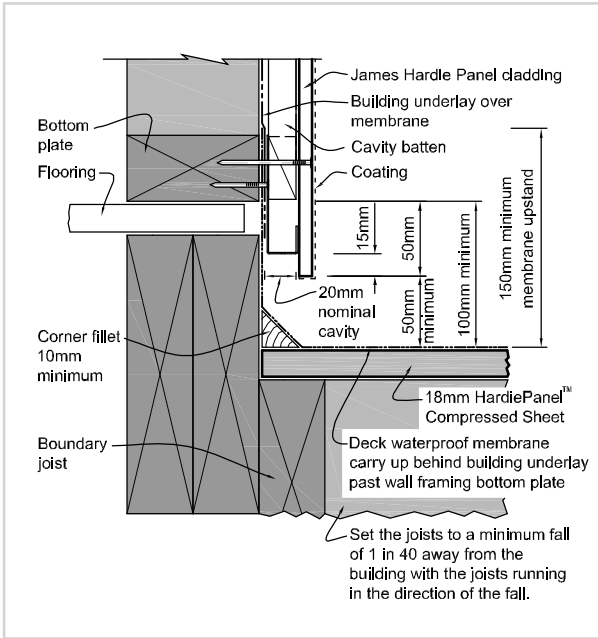 James Hardie Panel cladding
Building underlay over
membrane
Cavity batten
Coating
Bottom
plate
Flooring
15mm
50mm
50mm
minimum
100mm minimum
150mm minimum
membrane upstand
20mm
nominal
cavity
Corner fillet
10mm
minimum
18mm HardiePanel™
Compressed Sheet
Boundary
joist
Deck waterproof membrane
carry up behind building underlay
past wall framing bottom plate
Set the joists to a minimum fall
of 1 in 40 away from the
building with the joists running
in the direction of the fall.